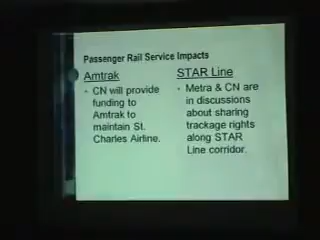 Passenger Rail Service Impacts
Amtrak
• CN will provide
funding to
Amtrak to
maintain St.
Charles Airline.
STAR Line
• Metra & CN are
in discussions
about sharing
trackage rights
along STAR
Line corridor.